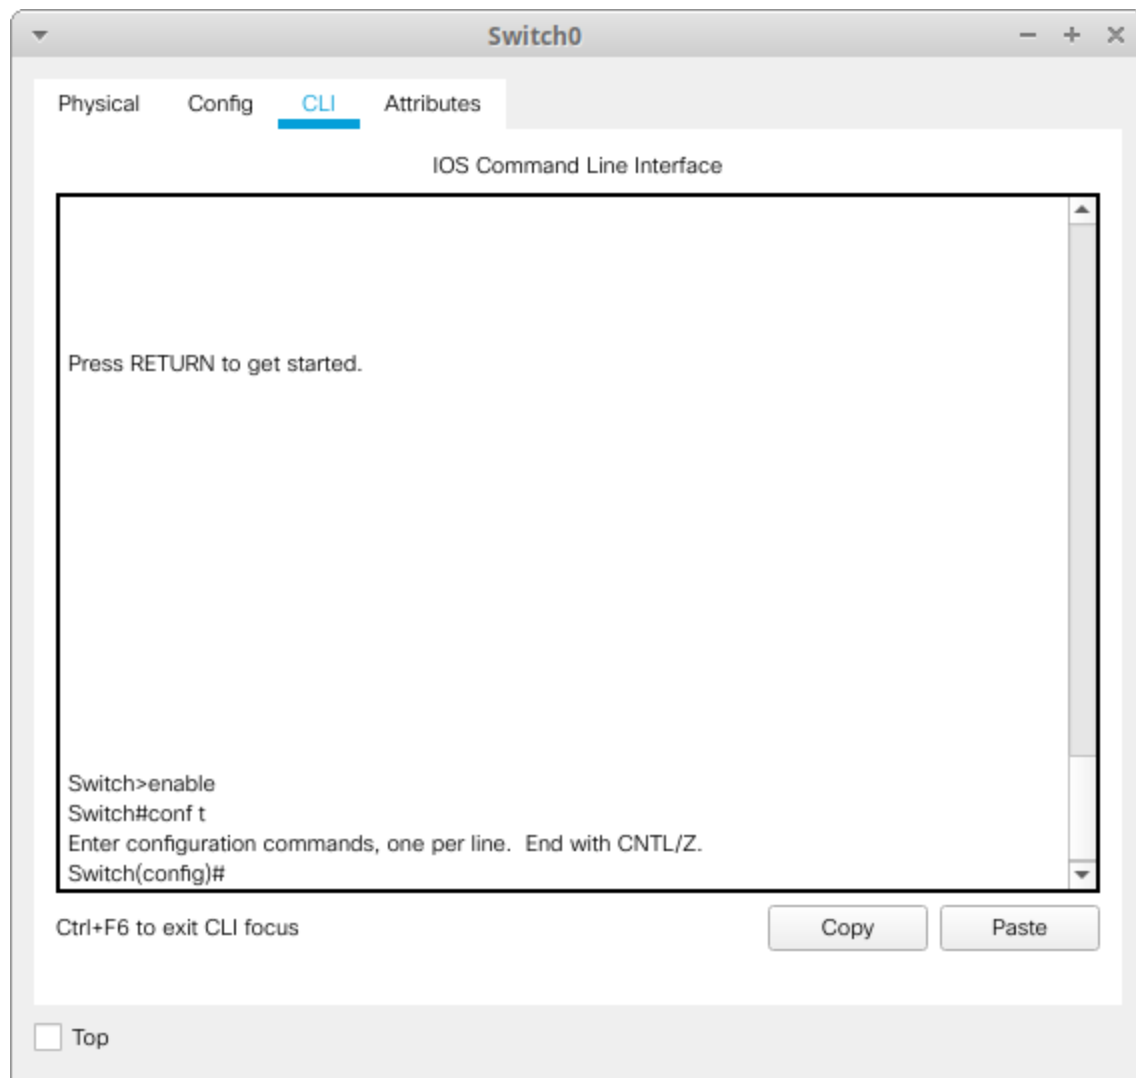 Switch0
Physical Config CLI Attributes
IOS Command Line Interface
Press RETURN to get started.
Switch>enable
Switch#conf t
Enter configuration commands, one per line.  End with CNTL/Z.
Switch(config)#
Ctrl+F6 to exit CLI focus
Copy Paste
Top